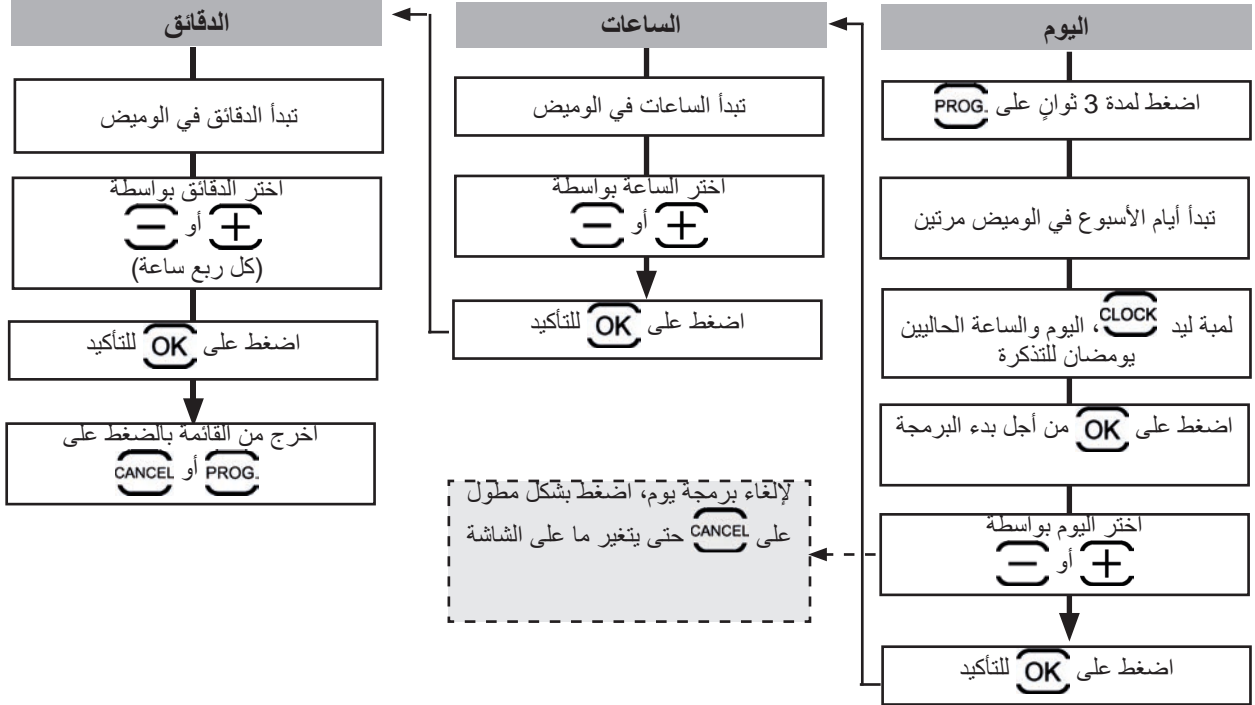 اليوم
اضغط لمدة 3 ثوانٍ على PROG.
تبدأ أيام الأسبوع في الوميض مرتين
لمبة ليد CLOCK، اليوم والساعة الحاليين
يومضان للتذكرة
اضغط على OK من أجل بدء البرمجة
اختر اليوم بواسطة
+ أو −
اضغط على OK للتأكيد
لإلغاء برمجة يوم، اضغط بشكل مطول
على CANCEL حتى يتغير ما على الشاشة
الساعات
تبدأ الساعات في الوميض
اختر الساعة بواسطة
+ أو −
اضغط على OK للتأكيد
الدقائق
تبدأ الدقائق في الوميض
اختر الدقائق بواسطة
+ أو −
(كل ربع ساعة)
اضغط على OK للتأكيد
اخرج من القائمة بالضغط على
PROG. أو CANCEL